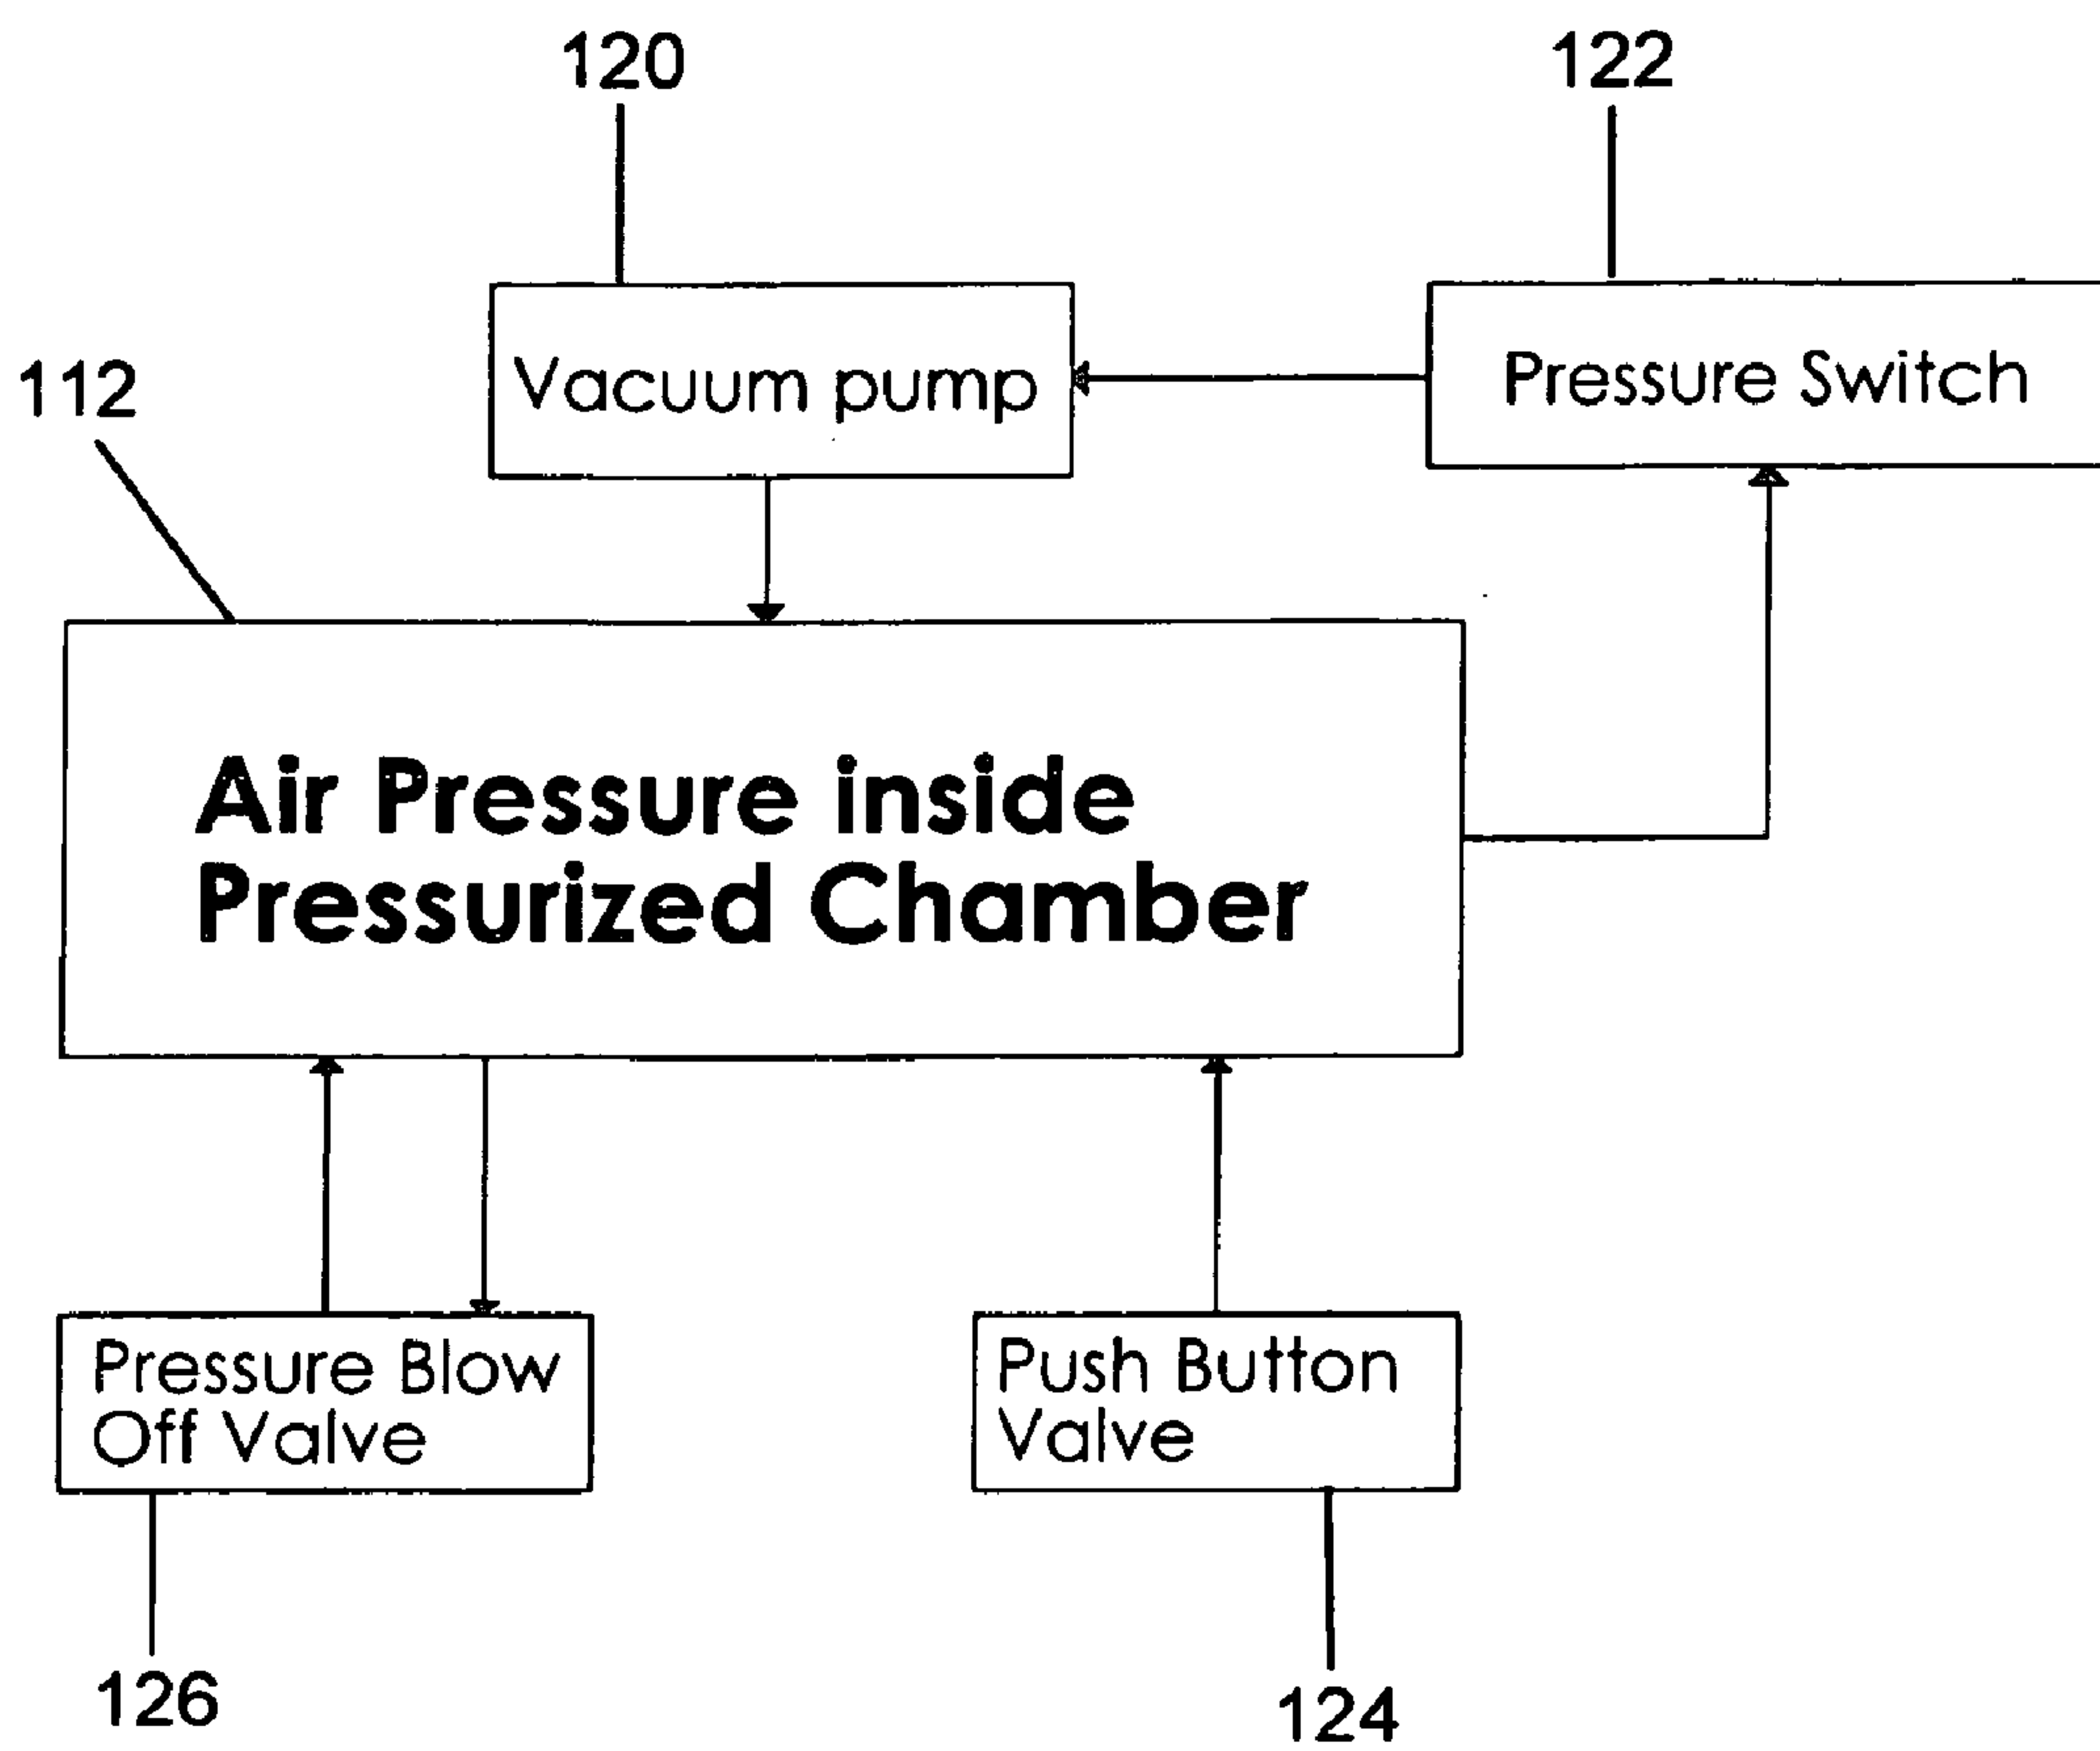 120
122
112
Vacuum pump
Pressure Switch
Air Pressure inside
Pressurized Chamber
Pressure Blow
Off Valve
Push Button
Valve
126
124